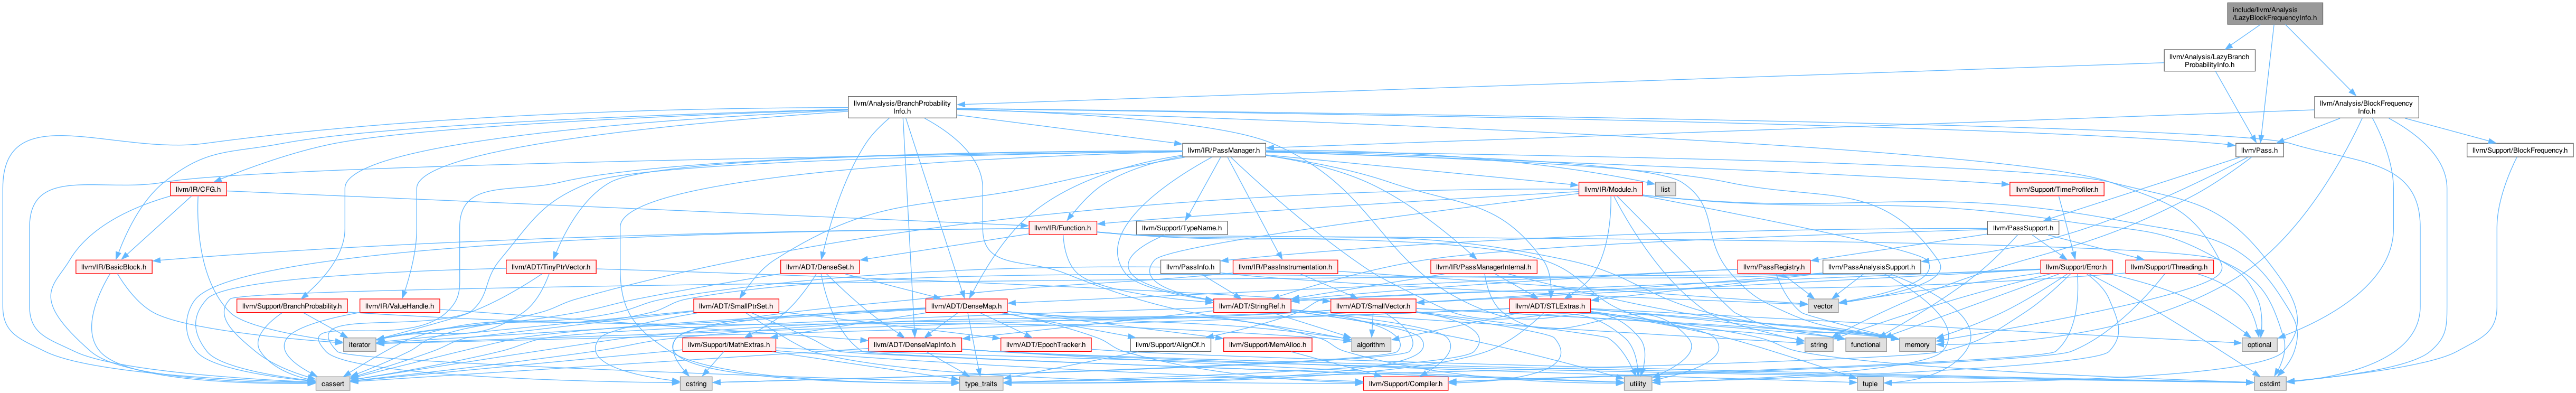 include/llvm/Analysis
/LazyBlockFrequencyInfo.h
llvm/Analysis/LazyBranch
ProbabilityInfo.h
llvm/Analysis/BranchProbability
Info.h
llvm/Analysis/BlockFrequency
Info.h
llvm/IR/PassManager.h
llvm/Pass.h
llvm/Support/BlockFrequency.h
llvm/IR/CFG.h
llvm/IR/Module.h
list
llvm/Support/TimeProfiler.h
llvm/IR/Function.h
llvm/Support/TypeName.h
llvm/PassSupport.h
llvm/IR/BasicBlock.h
llvm/ADT/TinyPtrVector.h
llvm/ADT/DenseSet.h
llvm/PassInfo.h
llvm/IR/PassInstrumentation.h
llvm/IR/PassManagerInternal.h
llvm/PassRegistry.h
llvm/PassAnalysisSupport.h
llvm/Support/Error.h
llvm/Support/Threading.h
llvm/Support/BranchProbability.h
llvm/IR/ValueHandle.h
llvm/ADT/SmallPtrSet.h
llvm/ADT/DenseMap.h
llvm/ADT/StringRef.h
llvm/ADT/SmallVector.h
llvm/ADT/STLExtras.h
vector
iterator
llvm/Support/MathExtras.h
llvm/ADT/DenseMapInfo.h
llvm/ADT/EpochTracker.h
llvm/Support/AlignOf.h
llvm/Support/MemAlloc.h
algorithm
string
functional
memory
optional
cassert
cstring
type_traits
llvm/Support/Compiler.h
utility
tuple
cstdint